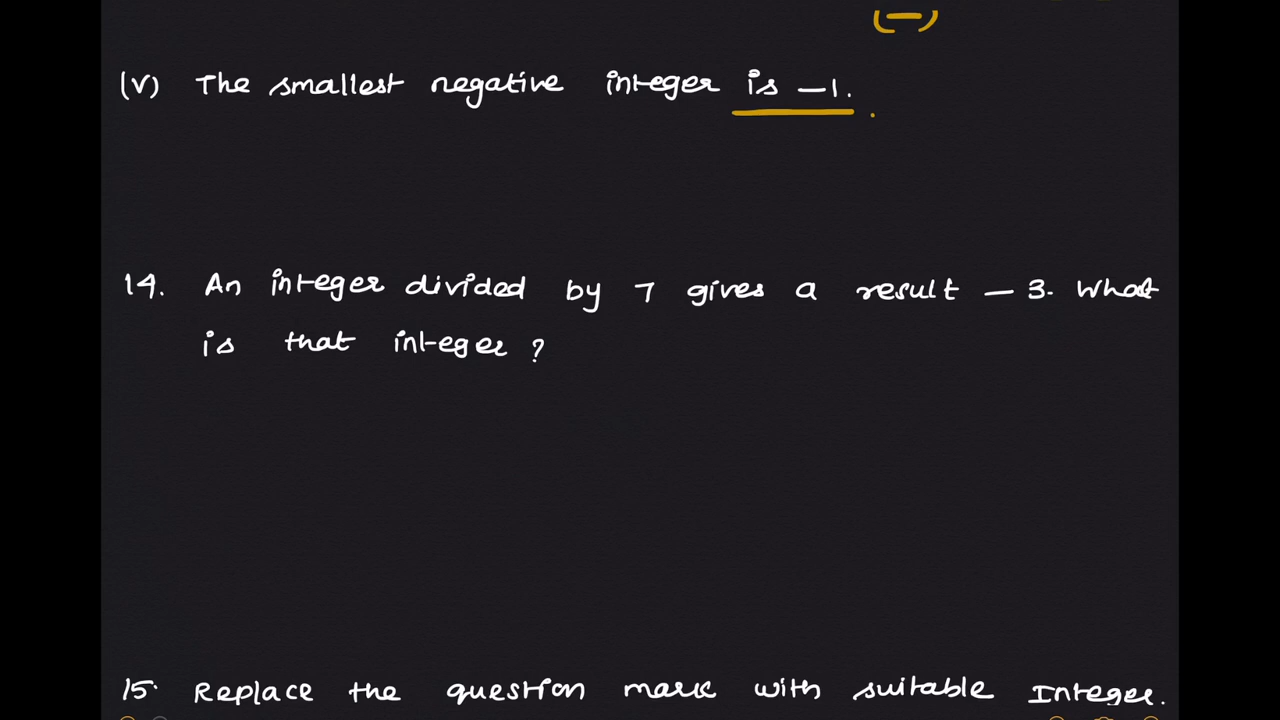 (–)
(v) The smallest negative integer is –1.
14. An integer divided by 7 gives a result – 3. What
is that integer ?
15. Replace the question mark with suitable Integer.